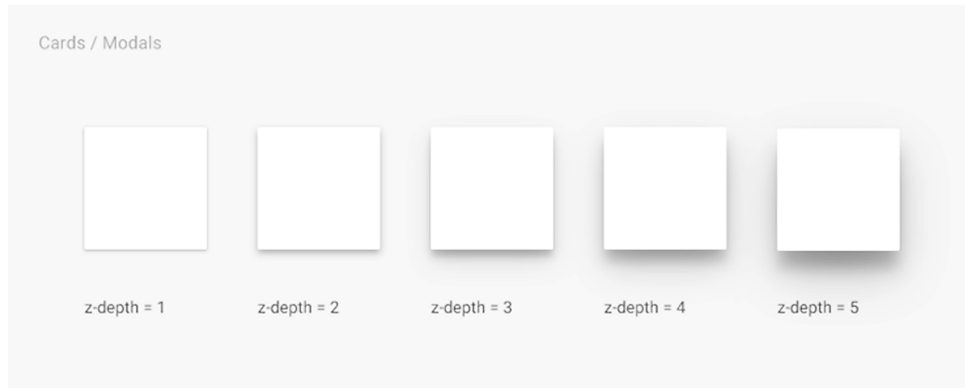 Cards / Modals
z-depth = 1
z-depth = 2
z-depth = 3
z-depth = 4
z-depth = 5